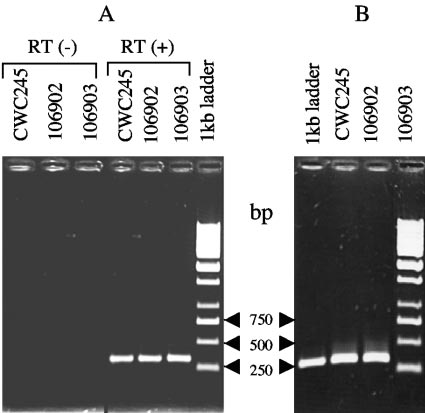 A
RT (-) RT (+)
CWC245 106902 106903 CWC245 106902 106903 1kb ladder
B
1kb ladder CWC245 106902 106903
bp
750
500
250